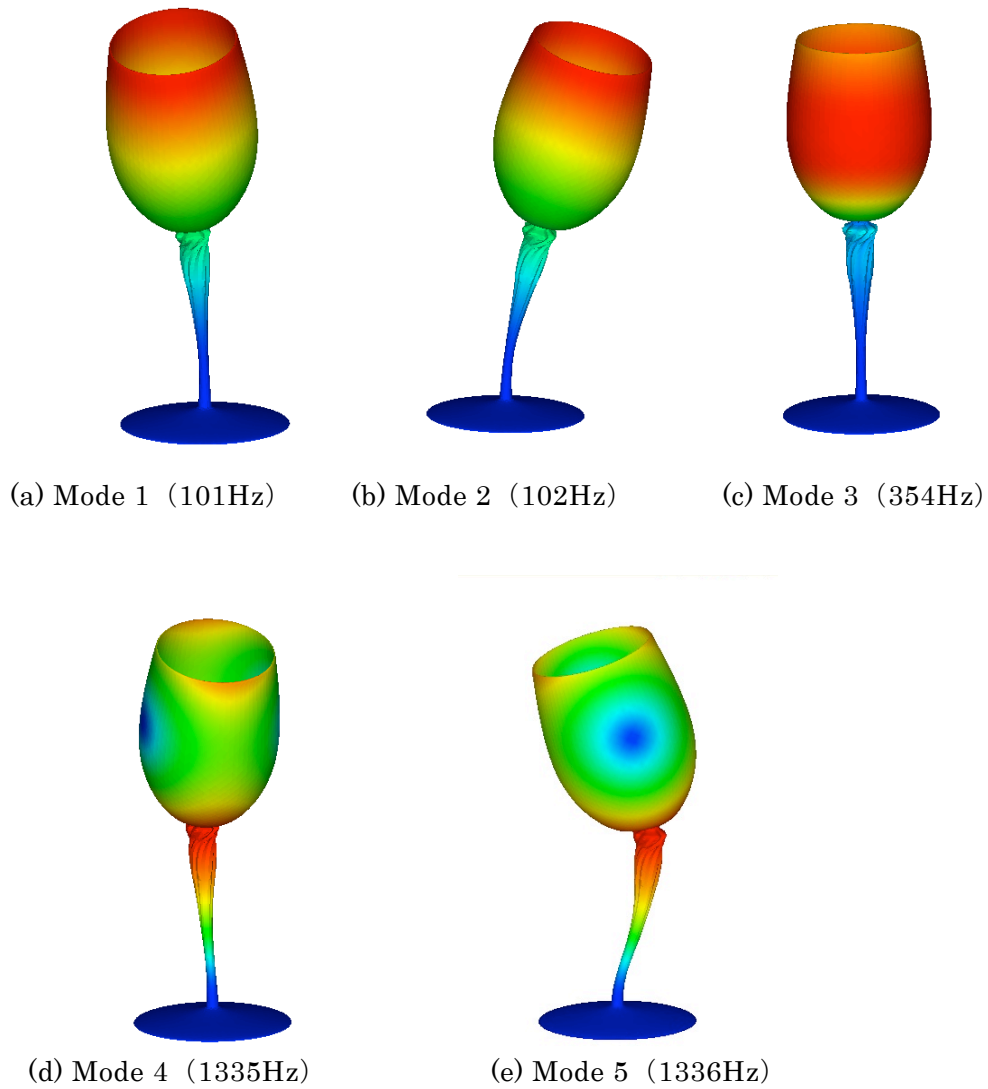 (a) Mode 1（101Hz） (b) Mode 2（102Hz） (c) Mode 3（354Hz）
(d) Mode 4（1335Hz） (e) Mode 5（1336Hz）